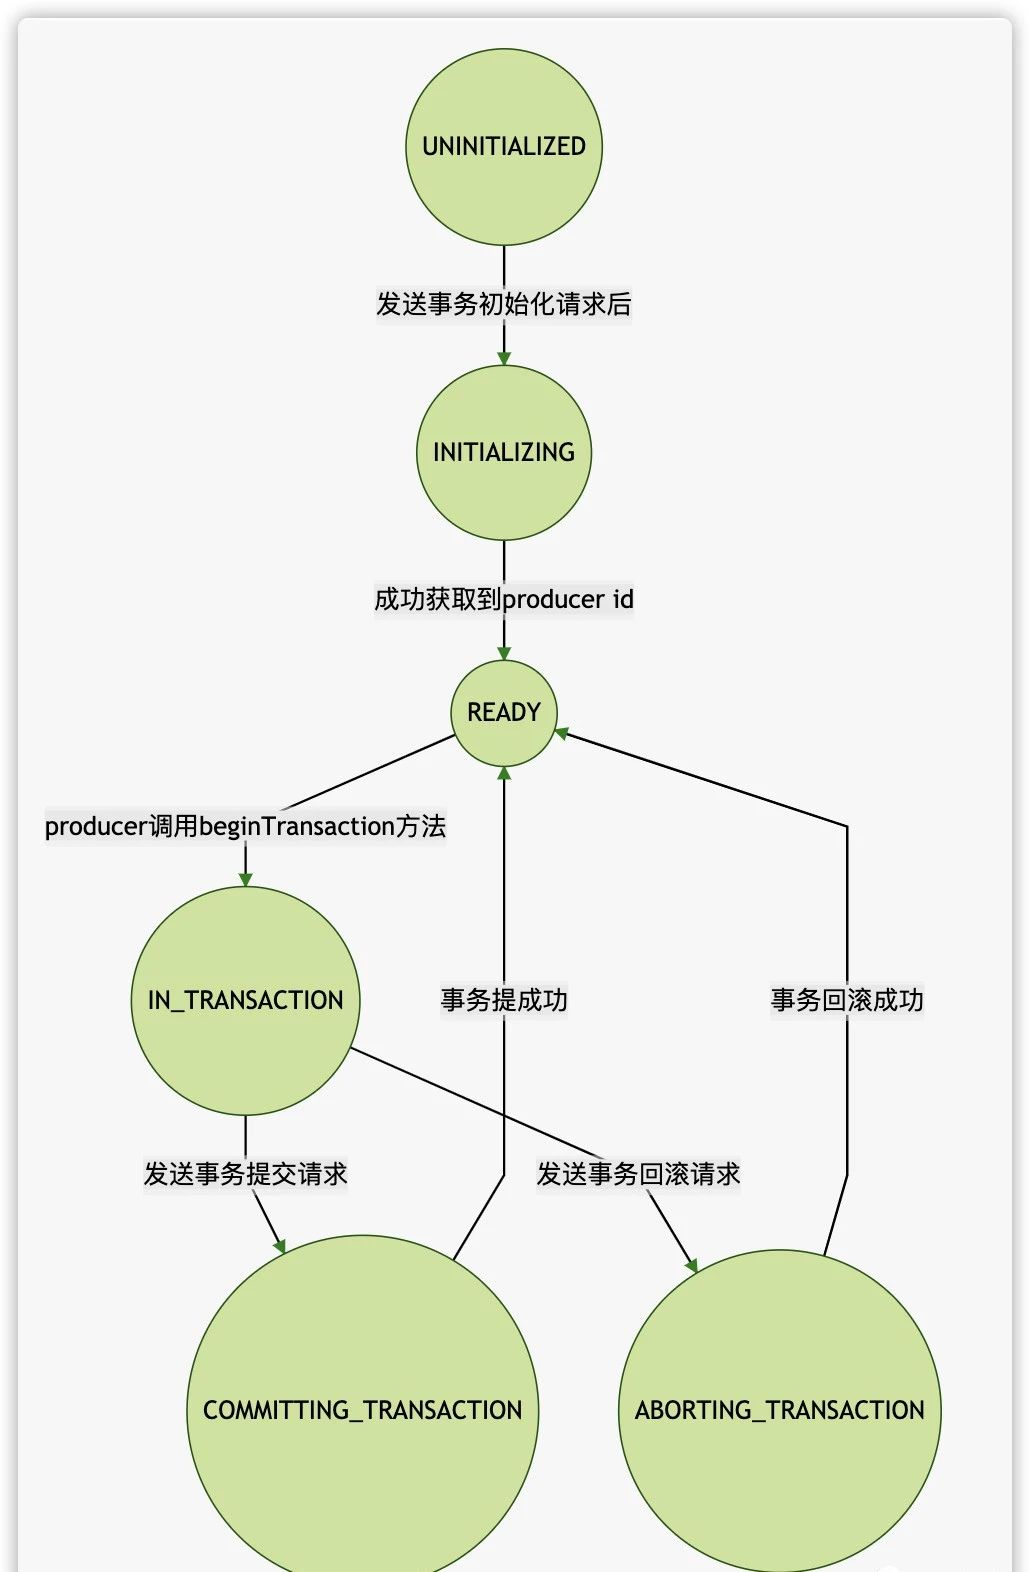 UNINITIALIZED
发送事务初始化请求后
INITIALIZING
成功获取到producer id
READY
producer调用beginTransaction方法
IN_TRANSACTION
事务提成功
事务回滚成功
发送事务提交请求
发送事务回滚请求
COMMITTING_TRANSACTION
ABORTING_TRANSACTION